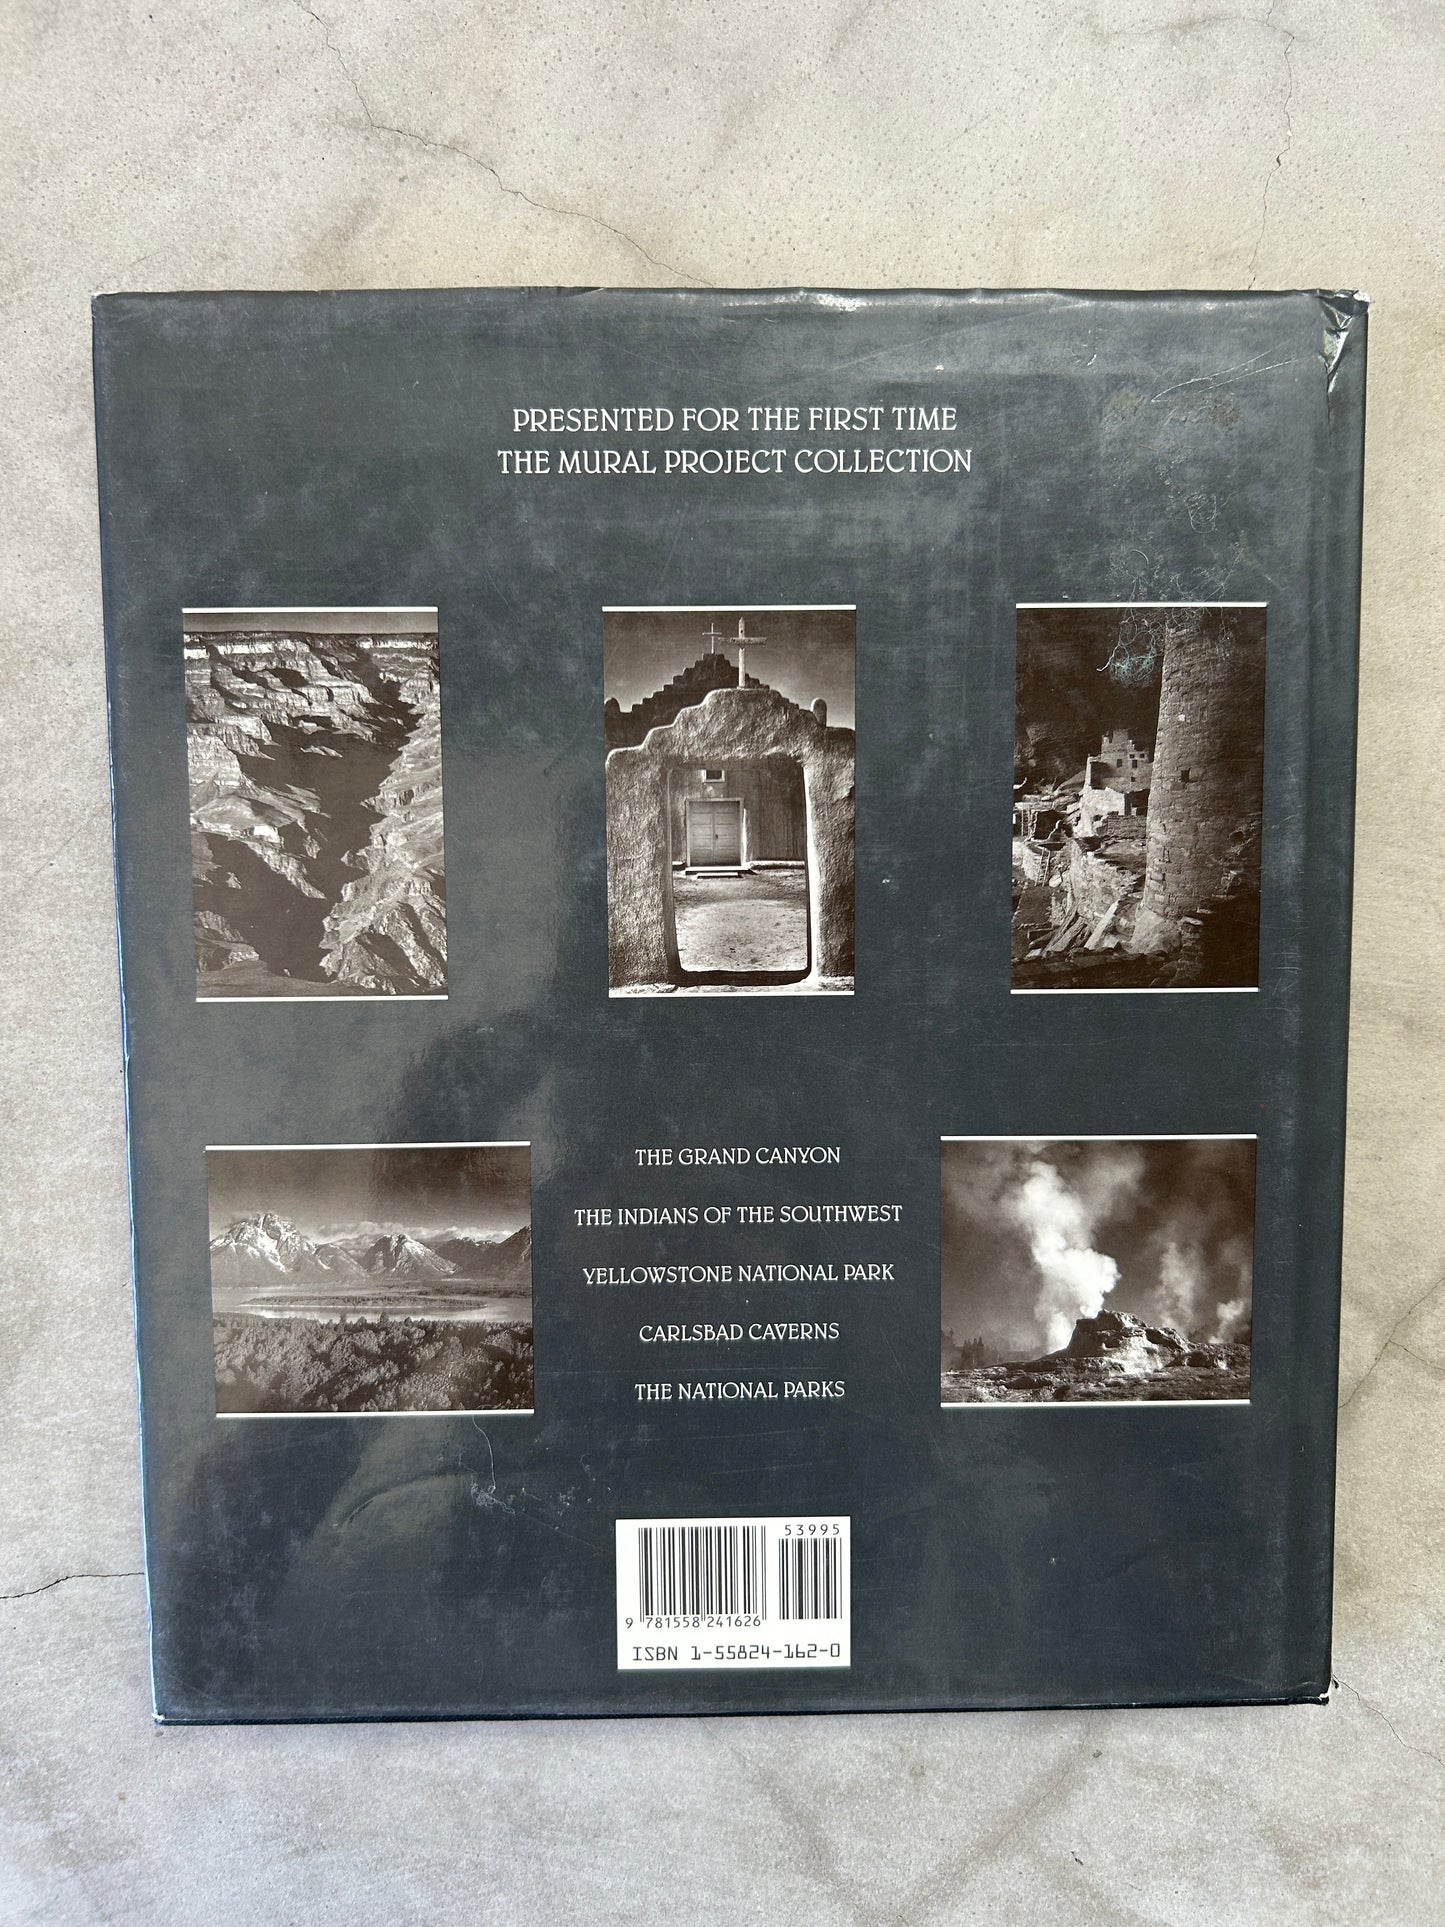 PRESENTED FOR THE FIRST TIME
THE MURAL PROJECT COLLECTION
THE GRAND CANYON
THE INDIANS OF THE SOUTHWEST
YELLOWSTONE NATIONAL PARK
CARLSBAD CAVERNS
THE NATIONAL PARKS
53995
9 781558 241626
ISBN 1-55824-162-0